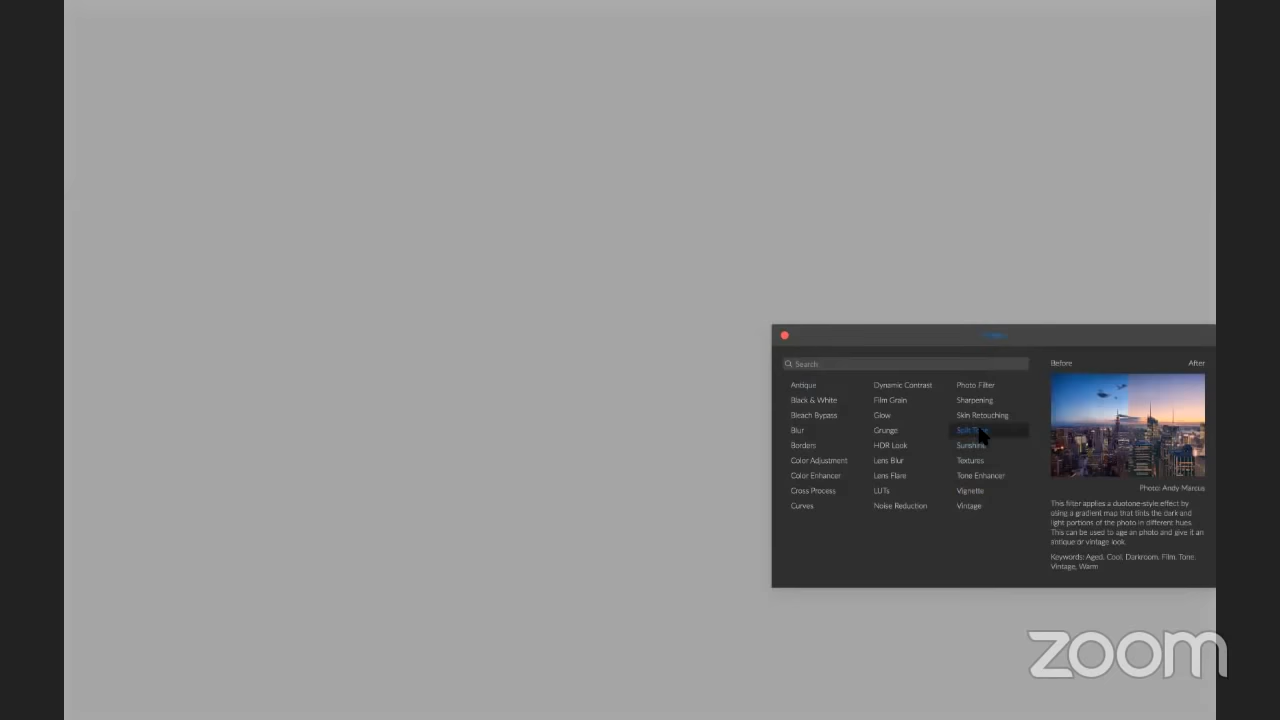 Search
Before After
Antique Dynamic Contrast Photo Filter
Black & White Film Grain Sharpening
Bleach Bypass Glow Skin Retouching
Blur Grunge Split Tone
Borders HDR Look Sunshine
Color Adjustment Lens Blur Textures
Color Enhancer Lens Flare Tone Enhancer
Cross Process LUTs Vignette
Curves Noise Reduction Vintage
Photo: Andy Marcus
This filter applies a duotone-style effect by
using a gradient map that tints the dark and
light portions of the photo in different hues.
This can be used to age an photo and give it an
antique or vintage look.
Keywords: Aged, Cool, Darkroom, Film, Tone,
Vintage, Warm
zoom